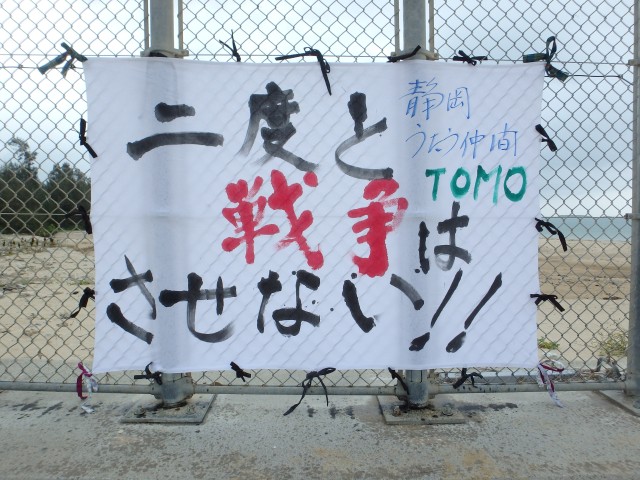 二度と
戦争は
させない!!
静岡
うたう仲間
TOMO